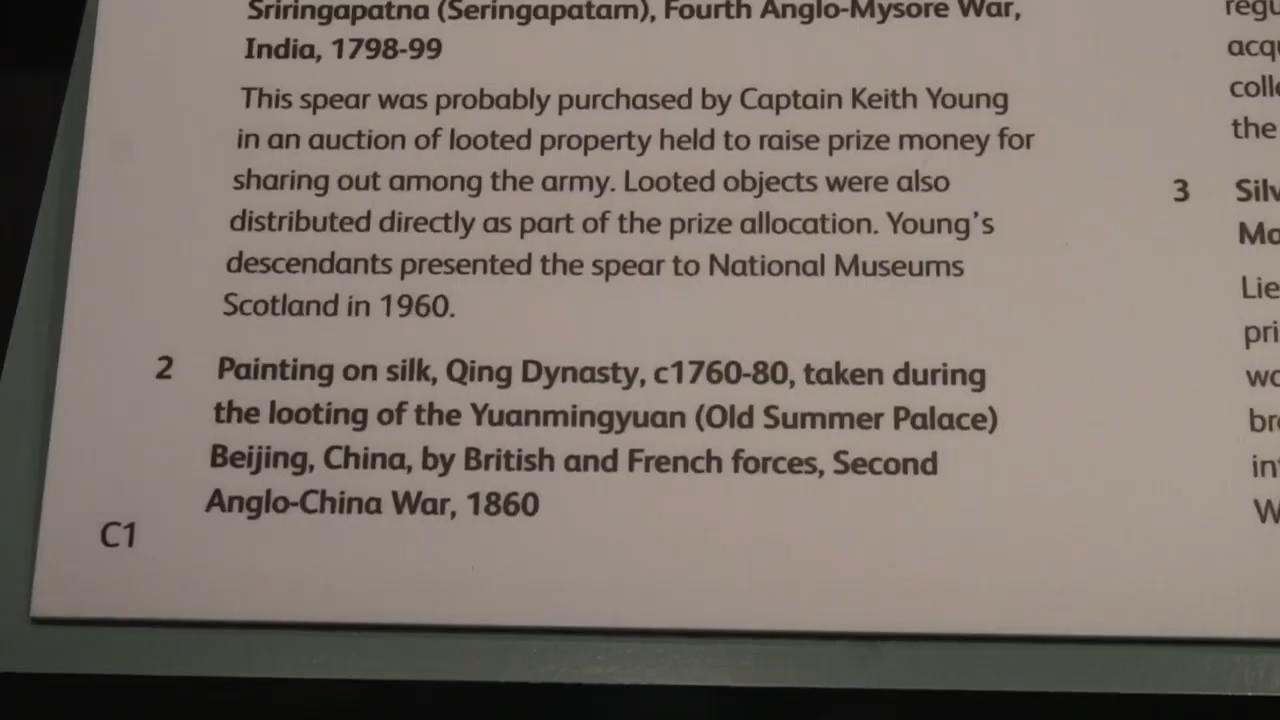 Sriringapatna (Seringapatam), Fourth Anglo-Mysore War,
India, 1798-99
This spear was probably purchased by Captain Keith Young
in an auction of looted property held to raise prize money for
sharing out among the army. Looted objects were also
distributed directly as part of the prize allocation. Young's
descendants presented the spear to National Museums
Scotland in 1960.
2 Painting on silk, Qing Dynasty, c1760-80, taken during
the looting of the Yuanmingyuan (Old Summer Palace)
Beijing, China, by British and French forces, Second
Anglo-China War, 1860
C1
the
3